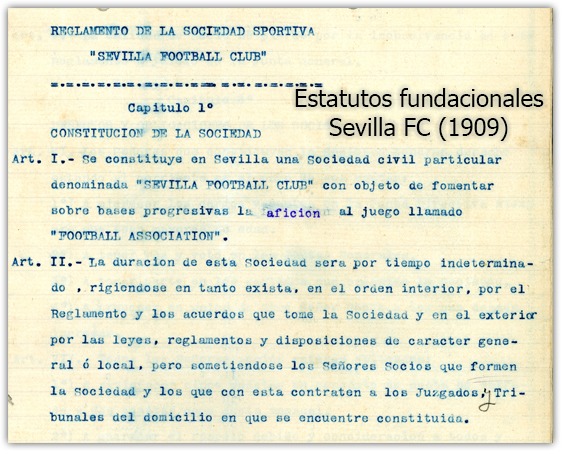 REGLAMENTO DE LA SOCIEDAD SPORTIVA
"SEVILLA FOOTBALL CLUB"
Estatutos fundacionales
Sevilla FC (1909)
Capitulo 1º
CONSTITUCION DE LA SOCIEDAD
Art. I.- Se constituye en Sevilla una Sociedad civil particular
denominada "SEVILLA FOOTBALL CLUB" con objeto de fomentar
sobre bases progresivas la afición al juego llamado
"FOOTBALL ASSOCIATION".
Art. II.- La duracion de esta Sociedad sera por tiempo indetermina-
do , rigiendose en tanto exista, en el orden interior, por el
Reglamento y los acuerdos que tome la Sociedad y en el exterior
por las leyes, reglamentos y disposiciones de caracter gene-
ral ó local, pero sometiendose los Señores Socios que formen
la Sociedad y los que con esta contraten a los Juzgados, y Tri-
bunales del domicilio en que se encuentre constituida.